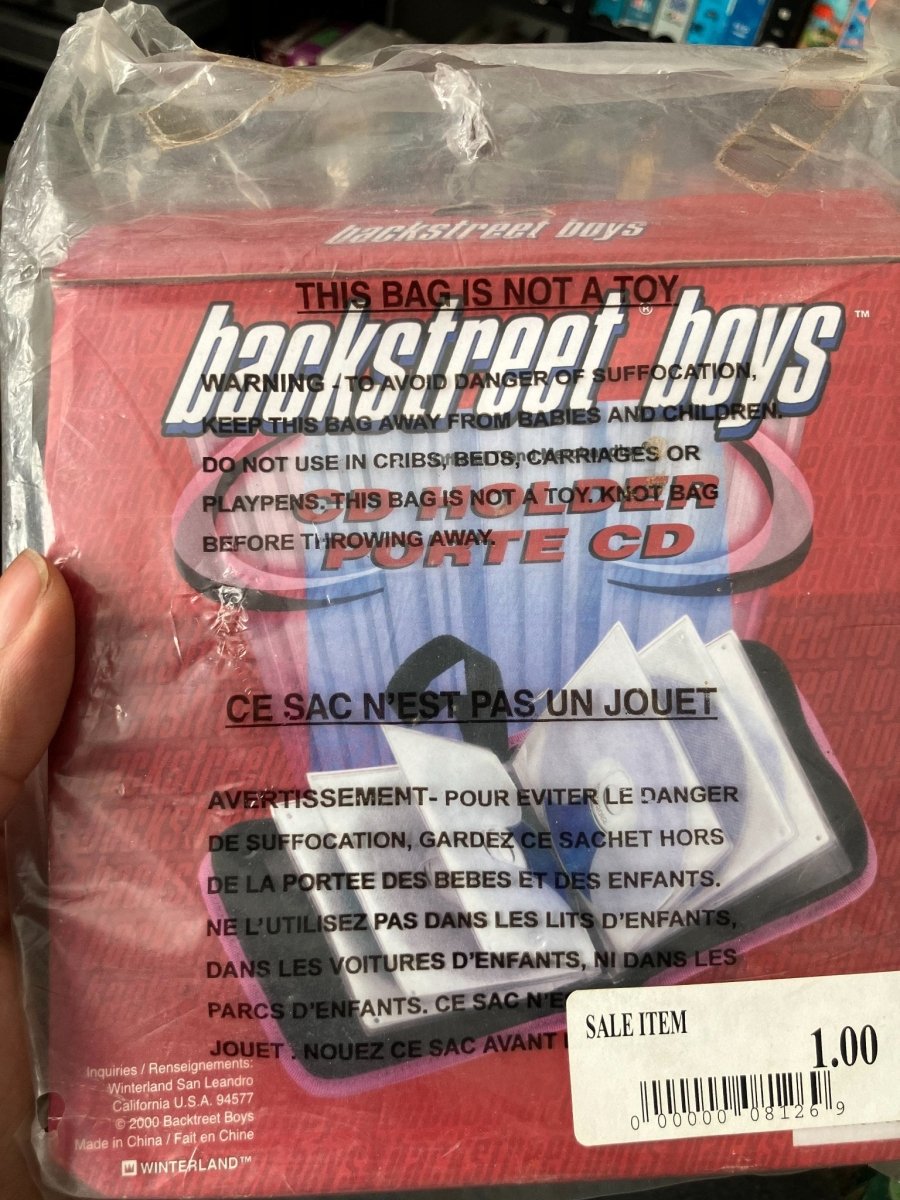 backstreet boys
THIS BAG IS NOT A TOY
backstreet® boys™
WARNING - TO AVOID DANGER OF SUFFOCATION,
KEEP THIS BAG AWAY FROM BABIES AND CHILDREN.
DO NOT USE IN CRIBS, BEDS, CARRIAGES OR
CD HOLDER
PLAYPENS. THIS BAG IS NOT A TOY. KNOT BAG
PORTE CD
BEFORE THROWING AWAY.
CE SAC N'EST PAS UN JOUET
AVERTISSEMENT- POUR EVITER LE DANGER
DE SUFFOCATION, GARDEZ CE SACHET HORS
DE LA PORTEE DES BEBES ET DES ENFANTS.
NE L'UTILISEZ PAS DANS LES LITS D'ENFANTS,
DANS LES VOITURES D'ENFANTS, NI DANS LES
PARCS D'ENFANTS. CE SAC N'E
JOUET . NOUEZ CE SAC AVANT
SALE ITEM
1.00
0 00000 08126 9
Inquiries / Renseignements:
Winterland San Leandro
California U.S.A. 94577
© 2000 Backtreet Boys
Made in China / Fait en Chine
WINTERLAND™